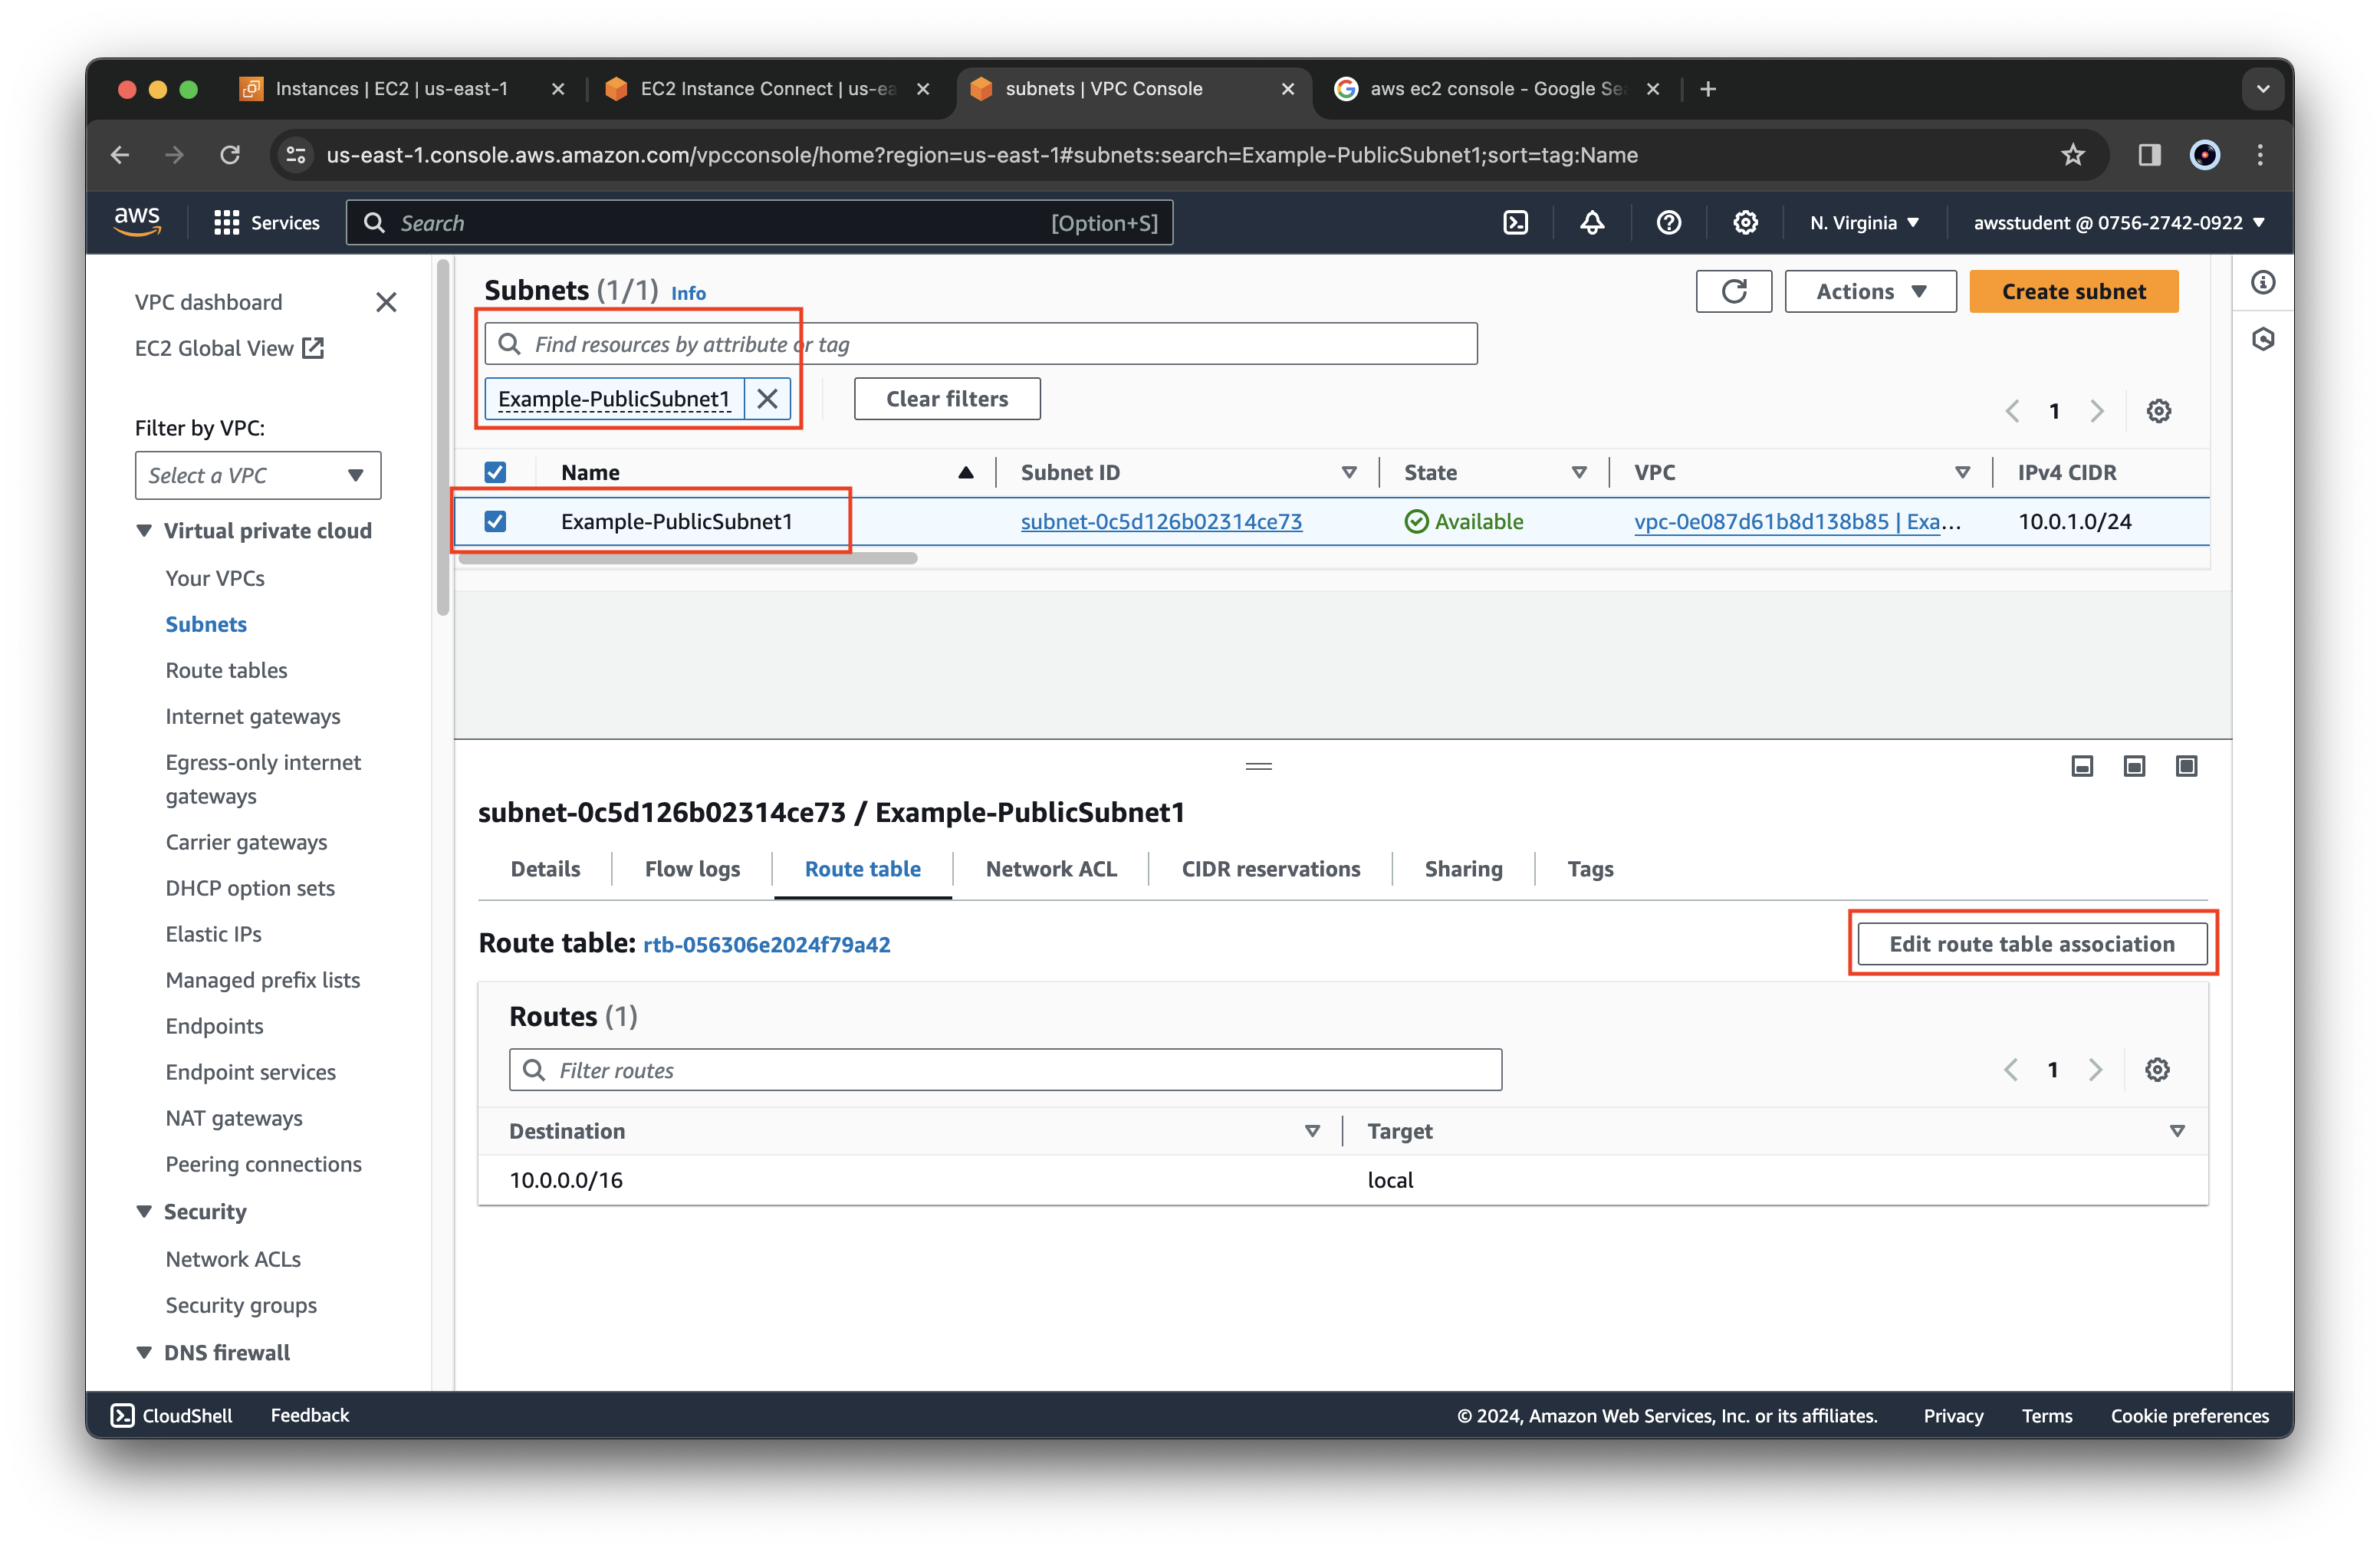 Instances | EC2 | us-east-1
EC2 Instance Connect | us-ea
subnets | VPC Console
aws ec2 console - Google Sea
us-east-1.console.aws.amazon.com/vpcconsole/home?region=us-east-1#subnets:search=Example-PublicSubnet1;sort=tag:Name
aws
Services
Search
[Option+S]
N. Virginia
awsstudent @ 0756-2742-0922
VPC dashboard
EC2 Global View
Filter by VPC:
Select a VPC
Virtual private cloud
Your VPCs
Subnets
Route tables
Internet gateways
Egress-only internet
gateways
Carrier gateways
DHCP option sets
Elastic IPs
Managed prefix lists
Endpoints
Endpoint services
NAT gateways
Peering connections
Security
Network ACLs
Security groups
DNS firewall
Subnets (1/1) Info
Actions
Create subnet
Find resources by attribute or tag
Example-PublicSubnet1
Clear filters
1
Name Subnet ID State VPC IPv4 CIDR
Example-PublicSubnet1 subnet-0c5d126b02314ce73 Available vpc-0e087d61b8d138b85 | Exa... 10.0.1.0/24
subnet-0c5d126b02314ce73 / Example-PublicSubnet1
Details Flow logs Route table Network ACL CIDR reservations Sharing Tags
Route table: rtb-056306e2024f79a42
Edit route table association
Routes (1)
Filter routes
1
Destination Target
10.0.0.0/16 local
CloudShell Feedback
© 2024, Amazon Web Services, Inc. or its affiliates. Privacy Terms Cookie preferences